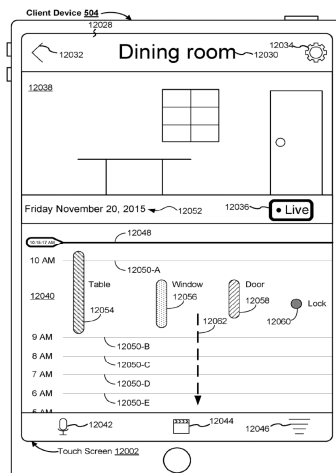 Client Device 504
12028
12032
Dining room
12030
12034
12038
Friday November 20, 2015
12052
12036
• Live
12048
10 AM
12050-A
12040
Table
12054
Window
12056
Door
12058
12062
Lock
12060
9 AM
12050-B
8 AM
12050-C
7 AM
12050-D
6 AM
12050-E
5 AM
12042
12044
12046
Touch Screen 12002